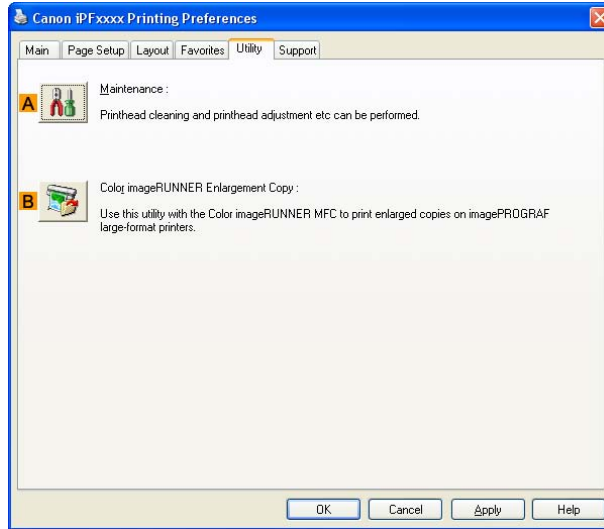 Canon iPFxxxx Printing Preferences
Main Page Setup Layout Favorites Utility Support
A
Maintenance :
Printhead cleaning and printhead adjustment etc can be performed.
B
Color imageRUNNER Enlargement Copy :
Use this utility with the Color imageRUNNER MFC to print enlarged copies on imagePROGRAF
large-format printers.
OK Cancel Apply Help